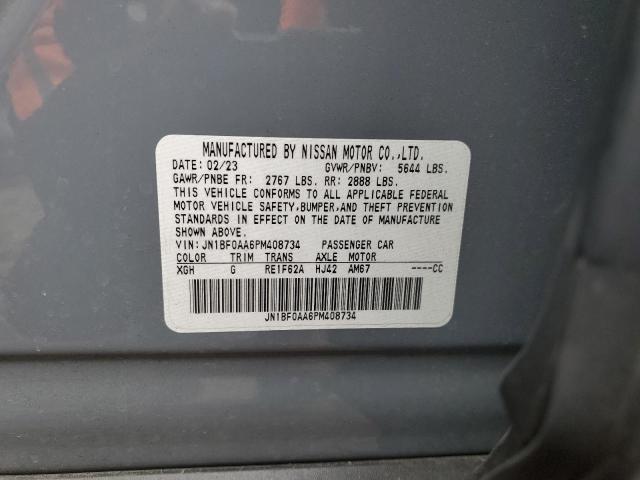 MANUFACTURED BY NISSAN MOTOR CO.,LTD.
DATE: 02/23 GVWR/PNBV: 5644 LBS.
GAWR/PNBE FR: 2767 LBS. RR: 2888 LBS.
THIS VEHICLE CONFORMS TO ALL APPLICABLE FEDERAL
MOTOR VEHICLE SAFETY,BUMPER,AND THEFT PREVENTION
STANDARDS IN EFFECT ON THE DATE OF MANUFACTURE
SHOWN ABOVE.
VIN: JN1BF0AA6PM408734 PASSENGER CAR
COLOR TRIM TRANS AXLE MOTOR
XGH G RE1F62A HJ42 AM67 ----CC
JN1BF0AA6PM408734